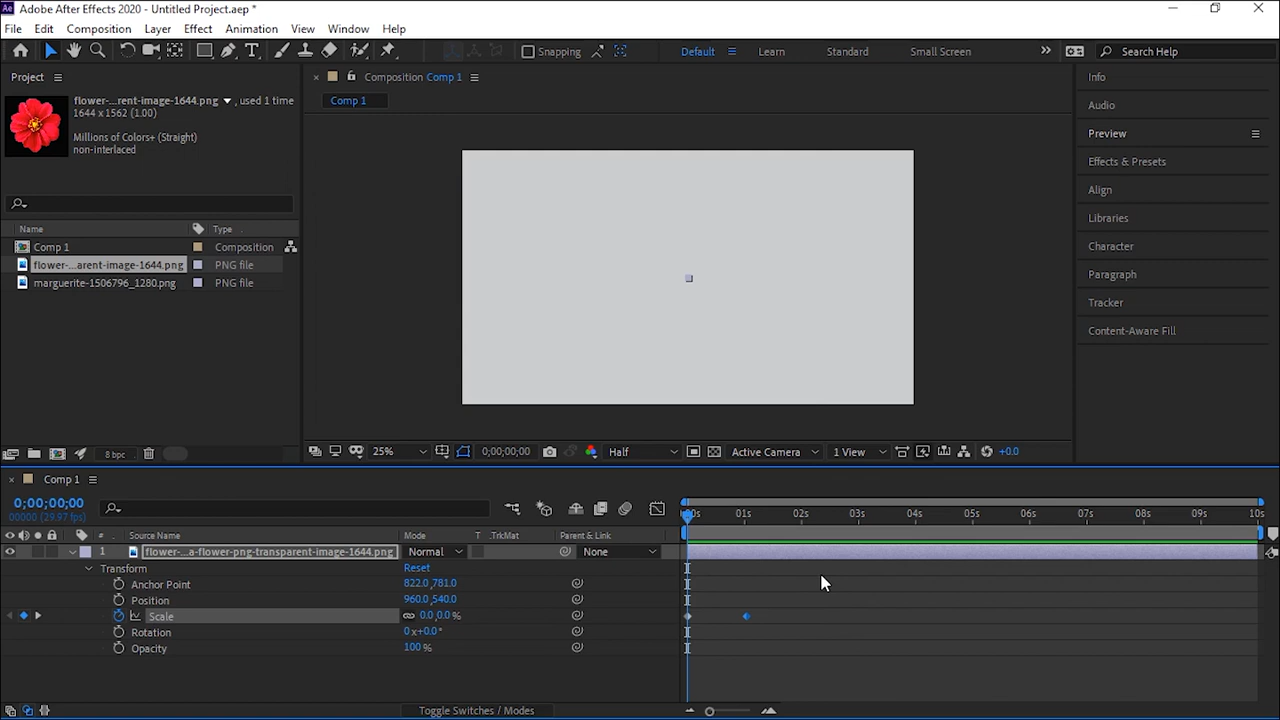 Ae Adobe After Effects 2020 - Untitled Project.aep *
File Edit Composition Layer Effect Animation View Window Help
Snapping Default Learn Standard Small Screen Search Help
Project
flower-...rent-image-1644.png , used 1 time
1644 x 1562 (1.00)
Millions of Colors+ (Straight)
non-interlaced
Name Type
Comp 1 Composition
flower-...arent-image-1644.png PNG file
marguerite-1506796_1280.png PNG file
8 bpc
Composition Comp 1
Comp 1
25% 0;00;00;00 Half Active Camera 1 View +0.0
Info
Audio
Preview
Effects & Presets
Align
Libraries
Character
Paragraph
Tracker
Content-Aware Fill
Comp 1
0;00;00;00
00000 (29.97 fps)
01s 02s 03s 04s 05s 06s 07s 08s 09s 10s
# Source Name Mode T .TrkMat Parent & Link
1 flower-...a-flower-png-transparent-image-1644.png Normal None
Transform Reset
Anchor Point 822.0,781.0
Position 960.0,540.0
Scale 0.0,0.0 %
Rotation 0 x+0.0°
Opacity 100 %
Toggle Switches / Modes